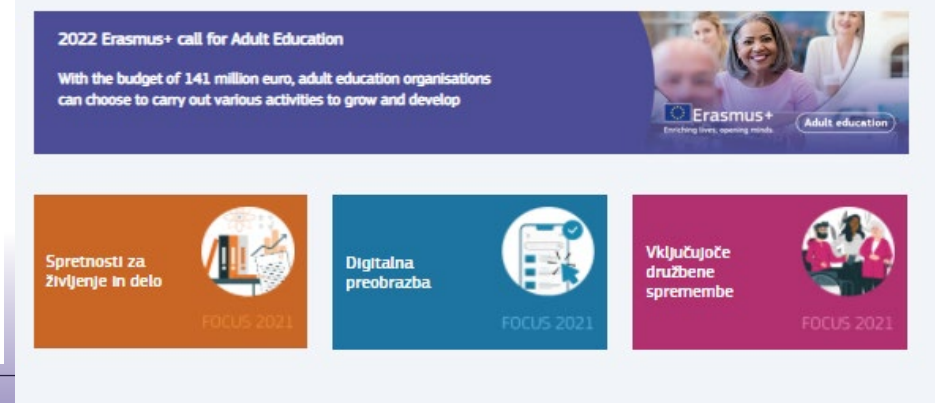 2022 Erasmus+ call for Adult Education
With the budget of 141 million euro, adult education organisations
can choose to carry out various activities to grow and develop
Erasmus+
Enriching lives, opening minds.
Adult education
Spretnosti za
življenje in delo
FOCUS 2021
Digitalna
preobrazba
FOCUS 2021
Vključujoče
družbene
spremembe
FOCUS 2021